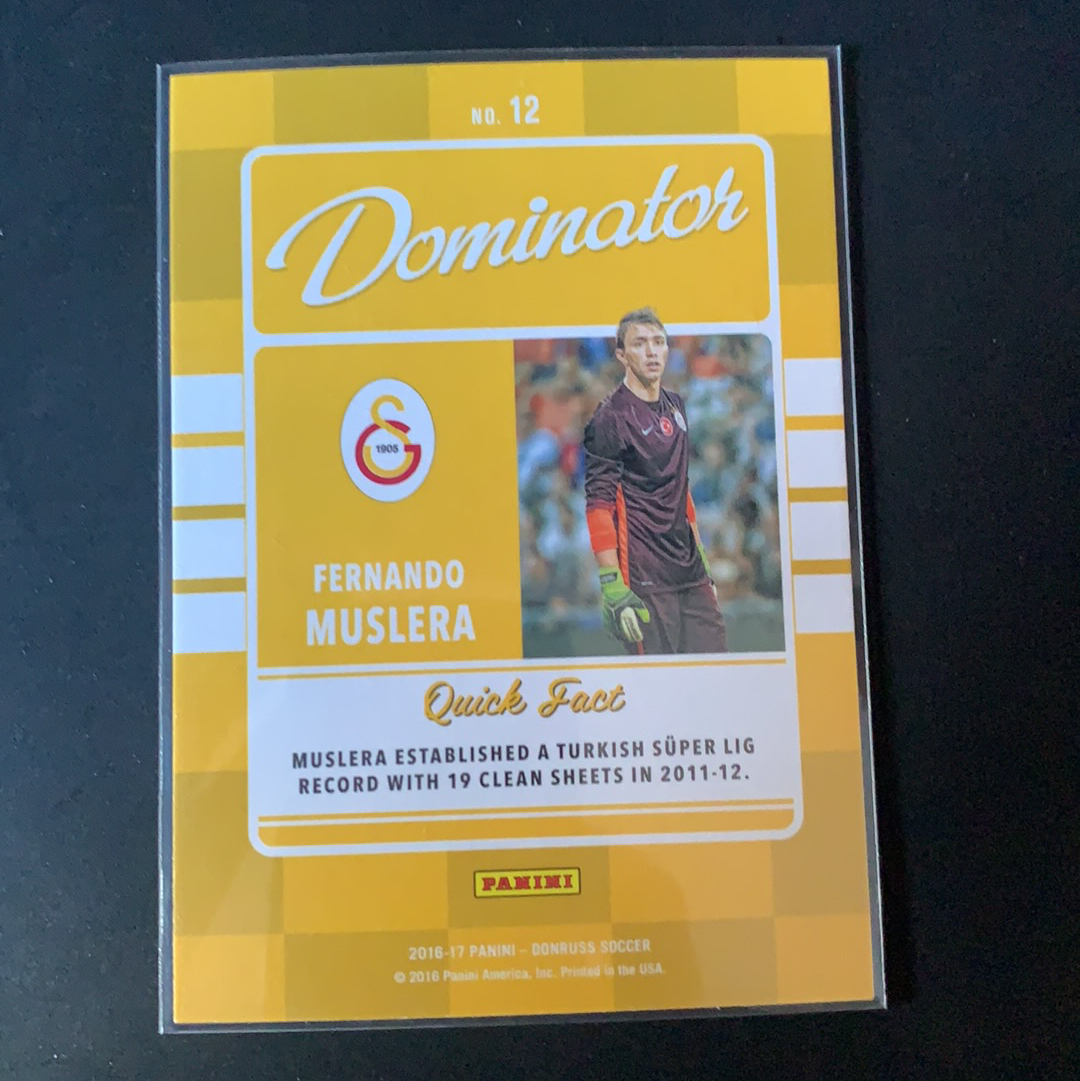 NO. 12
Dominator
1905
FERNANDO
MUSLERA
Quick Fact
MUSLERA ESTABLISHED A TURKISH SÜPER LIG
RECORD WITH 19 CLEAN SHEETS IN 2011-12.
PANINI
2016-17 PANINI – DONRUSS SOCCER
© 2016 Panini America, Inc. Printed in the USA.